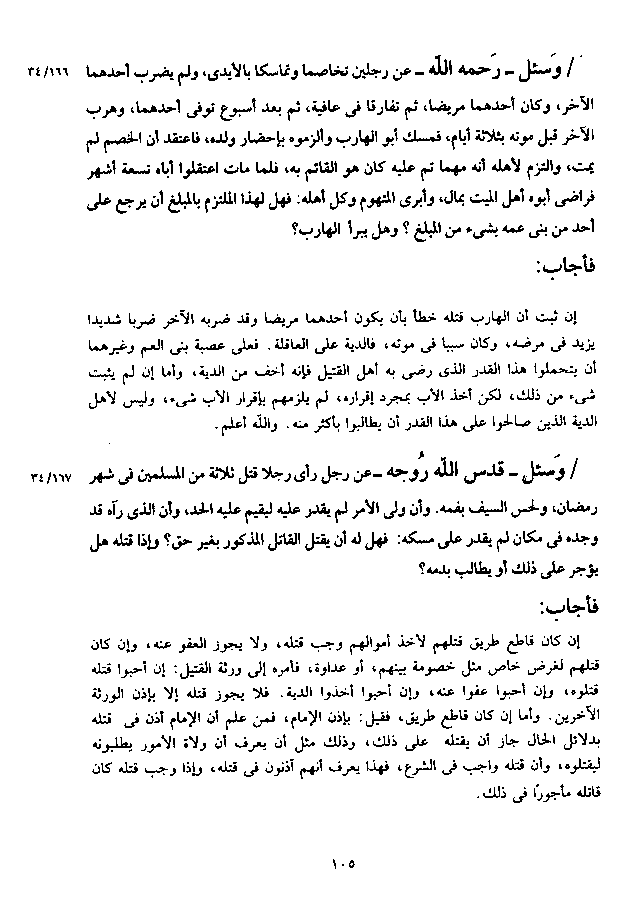 / وَسئل ـ رَحمه اللّه ـ عن رجلين تخاصما وتماسكا بالأيدى، ولم يضرب أحدهما ٣٤/١٦٦
الآخر، وكان أحدهما مريضا، ثم تفارقا فى عافية، ثم بعد أسبوع توفى أحدهما، وهرب
الآخر قبل موته بثلاثة أيام، فمسك أبو الهارب وألزموه بإحضار ولده، فاعتقد أن الخصم لم
يمت، والتزم لأهله أنه مهما تم عليه كان هو القائم به، فلما مات اعتقلوا أباه تسعة أشهر
فراضى أبوه أهل الميت بمال، وأبرى المتهوم وكل أهله: فهل لهذا الملتزم بالمبلغ أن يرجع على
أحد من بنى عمه بشىء من المبلغ ؟ وهل يبرأ الهارب؟
فأجاب:
إن ثبت أن الهارب قتله خطأ بأن يكون أحدهما مريضا وقد ضربه الآخر ضربا شديدا
يزيد فى مرضه، وكان سببا فى موته، فالدية على العاقلة. فعلى عصبة بنى العم وغيرهما
أن يتحملوا هذا القدر الذى رضى به أهل القتيل فإنه أخف من الدية، وأما إن لم يثبت
شىء من ذلك، لكن أخذ الأب بمجرد إقراره، لم يلزمهم بإقرار الأب شىء، وليس لأهل
الدية الذين صالحوا على هذا القدر أن يطالبوا بأكثر منه. والله أعلم.
/ وَسئل ـ قدس اللّه رُوحه ـ عن رجل رأى رجلا قتل ثلاثة من المسلمين فى شهر ٣٤/١٦٧
رمضان، ولحس السيف بفمه. وأن ولى الأمر لم يقدر عليه ليقيم عليه الحد، وأن الذى رآه قد
وجده فى مكان لم يقدر على مسكه: فهل له أن يقتل القاتل المذكور بغير حق؟ وإذا قتله هل
يؤجر على ذلك أو يطالب بدمه؟
فأجاب:
إن كان قاطع طريق قتلهم لأخذ أموالهم وجب قتله، ولا يجوز العفو عنه، وإن كان
قتلهم لغرض خاص مثل خصومة بينهم، أو عداوة، فأمره إلى ورثة القتيل: إن أحبوا قتله
قتلوه، وإن أحبوا عفوا عنه، وإن أحبوا أخذوا الدية. فلا يجوز قتله إلا بإذن الورثة
الآخرين. وأما إن كان قاطع طريق، فقيل: بإذن الإمام، فمن علم أن الإمام أذن فى قتله
بدلائل الحال جاز أن يقتله على ذلك، وذلك مثل أن يعرف أن ولاة الأمور يطلبونه
ليقتلوه، وأن قتله واجب فى الشرع، فهذا يعرف أنهم آذنون فى قتله، وإذا وجب قتله كان
قاتله مأجورًا فى ذلك.
١٠٥